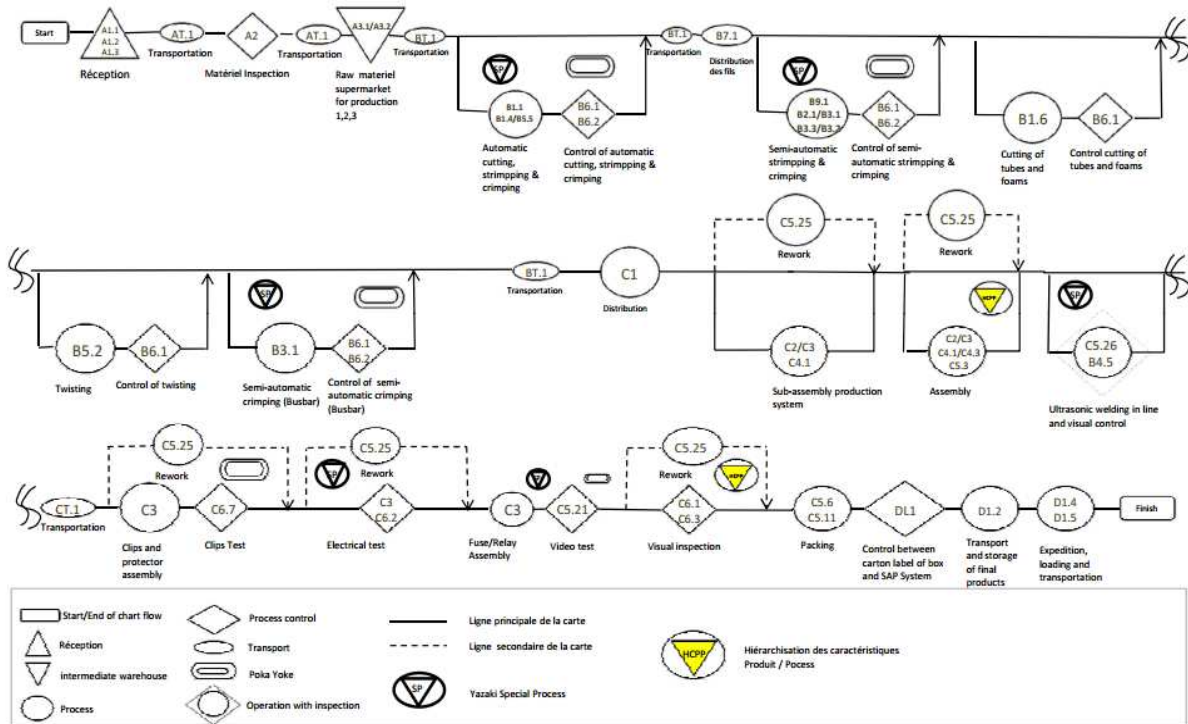 Start
A1.1
A1.2
A1.3
Réception
AT.1
Transportation
A2
Matériel Inspection
AT.1
Transportation
A3.1/A3.2
Raw materiel
supermarket
for production
1,2,3
BT.1
Transportation
SP
B1.1
B1.4/B5.5
Automatic
cutting,
strimpping &
crimping
B6.1
B6.2
Control of automatic
cutting, strimpping &
crimping
BT.1
Transportation
B7.1
Distribution
des fils
SP
B9.1
B2.1/B3.1
B3.3/B3.2
Semi-automatic
strimpping &
crimping
B6.1
B6.2
Control of semi-
automatic strimpping &
crimping
B1.6
Cutting of
tubes and
foams
B6.1
Control cutting of
tubes and foams
B5.2
Twisting
B6.1
Control of twisting
SP
B3.1
Semi-automatic
crimping (Busbar)
B6.1
B6.2
Control of semi-
automatic crimping
(Busbar)
BT.1
Transportation
C1
Distribution
C5.25
Rework
C2/C3
C4.1
Sub-assembly production
system
C5.25
Rework
HCPP
C2/C3
C4.1/C4.3
C5.3
Assembly
SP
C5.26
B4.5
Ultrasonic welding in line
and visual control
CT.1
Transportation
C5.25
Rework
C3
Clips and
protector
assembly
C6.7
Clips Test
SP
C5.25
Rework
C3
C6.2
Electrical test
C3
Fuse/Relay
Assembly
SP
C5.21
Video test
C5.25
Rework
HCPP
C6.1
C6.3
Visual inspection
C5.6
C5.11
Packing
DL1
Control between
carton label of box
and SAP System
D1.2
Transport
and storage
of final
products
D1.4
D1.5
Expedition,
loading and
transportation
Finish
Start/End of chart flow
Réception
intermediate warehouse
Process
Process control
Transport
Poka Yoke
Operation with inspection
Ligne principale de la carte
Ligne secondaire de la carte
SP
Yazaki Special Process
HCPP
Hiérarchisation des caractéristiques
Produit / Pocess